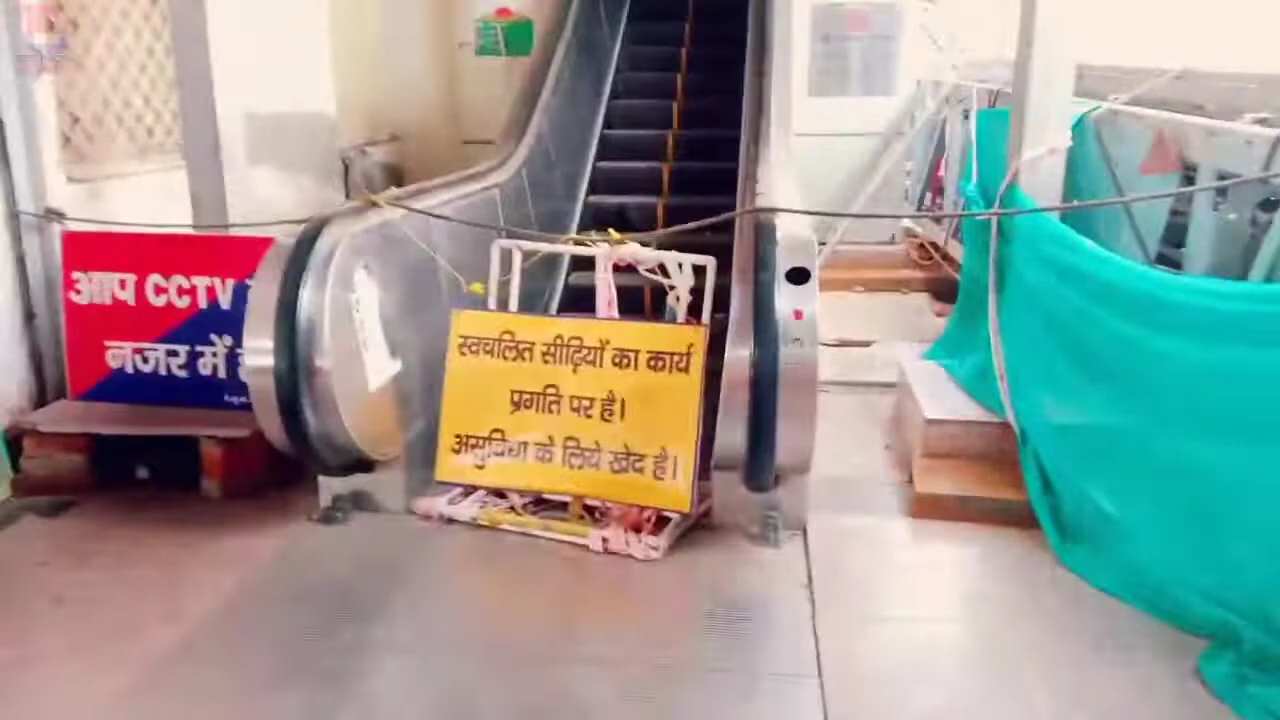 आप CCTV
नजर में
स्वचलित सीढ़ियों का कार्य
प्रगति पर है।
असुविधा के लिये खेद है।